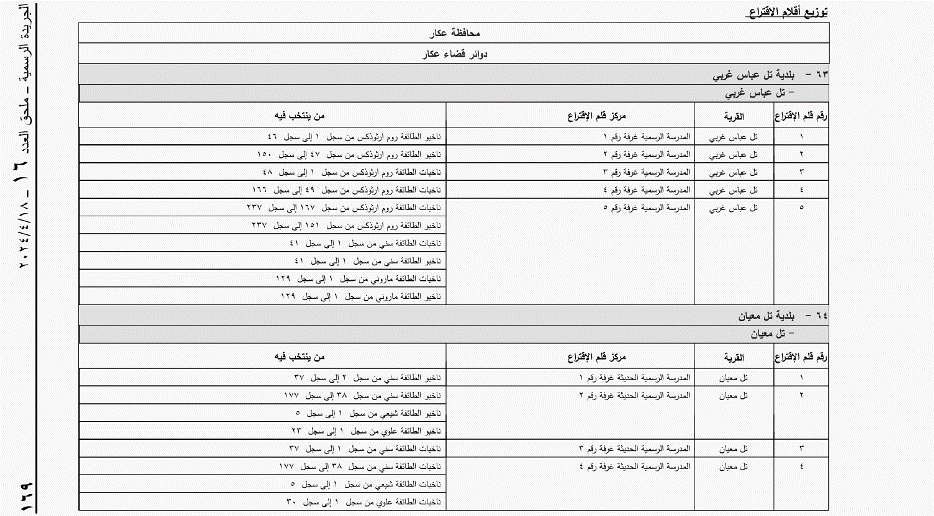 الجريدة الرسمية – ملحق العدد ١٦ – ٢٠٢٤/٤/١٨
توزيع أقلام الإقتراع
محافظة عكار
دوائر قضاء عكار
٦٣ - بلدية تل عباس غربي
- تل عباس غربي
رقم قلم الإقتراع القرية مركز قلم الإقتراع من ينتخب فيه
١ تل عباس غربي المدرسة الرسمية غرفة رقم ١ ناخبو الطائفة روم ارثوذكس من سجل ١ إلى سجل ٤٦
٢ تل عباس غربي المدرسة الرسمية غرفة رقم ٢ ناخبو الطائفة روم ارثوذكس من سجل ٤٧ إلى سجل ١٥٠
٣ تل عباس غربي المدرسة الرسمية غرفة رقم ٣ ناخبات الطائفة روم ارثوذكس من سجل ١ إلى سجل ٤٨
٤ تل عباس غربي المدرسة الرسمية غرفة رقم ٤ ناخبات الطائفة روم ارثوذكس من سجل ٤٩ إلى سجل ١٦٦
٥ تل عباس غربي المدرسة الرسمية غرفة رقم ٥ ناخبات الطائفة روم ارثوذكس من سجل ١٦٧ إلى سجل ٢٣٧
ناخبو الطائفة روم ارثوذكس من سجل ١٥١ إلى سجل ٢٣٧
ناخبات الطائفة سني من سجل ١ إلى سجل ٤١
ناخبو الطائفة سني من سجل ١ إلى سجل ٤١
ناخبات الطائفة ماروني من سجل ١ إلى سجل ١٢٩
ناخبو الطائفة ماروني من سجل ١ إلى سجل ١٢٩
٦٤ - بلدية تل معيان
- تل معيان
رقم قلم الإقتراع القرية مركز قلم الإقتراع من ينتخب فيه
١ تل معيان المدرسة الرسمية الحديثة غرفة رقم ١ ناخبو الطائفة سني من سجل ٢ إلى سجل ٣٧
٢ تل معيان المدرسة الرسمية الحديثة غرفة رقم ٢ ناخبو الطائفة سني من سجل ٣٨ إلى سجل ١٧٧
ناخبو الطائفة شيعي من سجل ١ إلى سجل ٥
ناخبو الطائفة علوي من سجل ١ إلى سجل ٢٣
٣ تل معيان المدرسة الرسمية الحديثة غرفة رقم ٣ ناخبات الطائفة سني من سجل ١ إلى سجل ٣٧
٤ تل معيان المدرسة الرسمية الحديثة غرفة رقم ٤ ناخبات الطائفة سني من سجل ٣٨ إلى سجل ١٧٧
ناخبات الطائفة شيعي من سجل ١ إلى سجل ٥
ناخبات الطائفة علوي من سجل ١ إلى سجل ٣٠
١٦٩